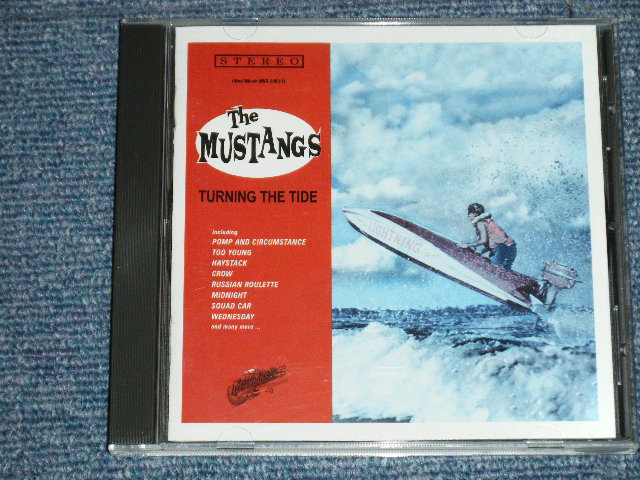 STEREO
The
MUSTANGS
TURNING THE TIDE
including
POMP AND CIRCUMSTANCE
TOO YOUNG
HAYSTACK
CROW
RUSSIAN ROULETTE
MIDNIGHT
SQUAD CAR
WEDNESDAY
and many more ...
LIGHTNING